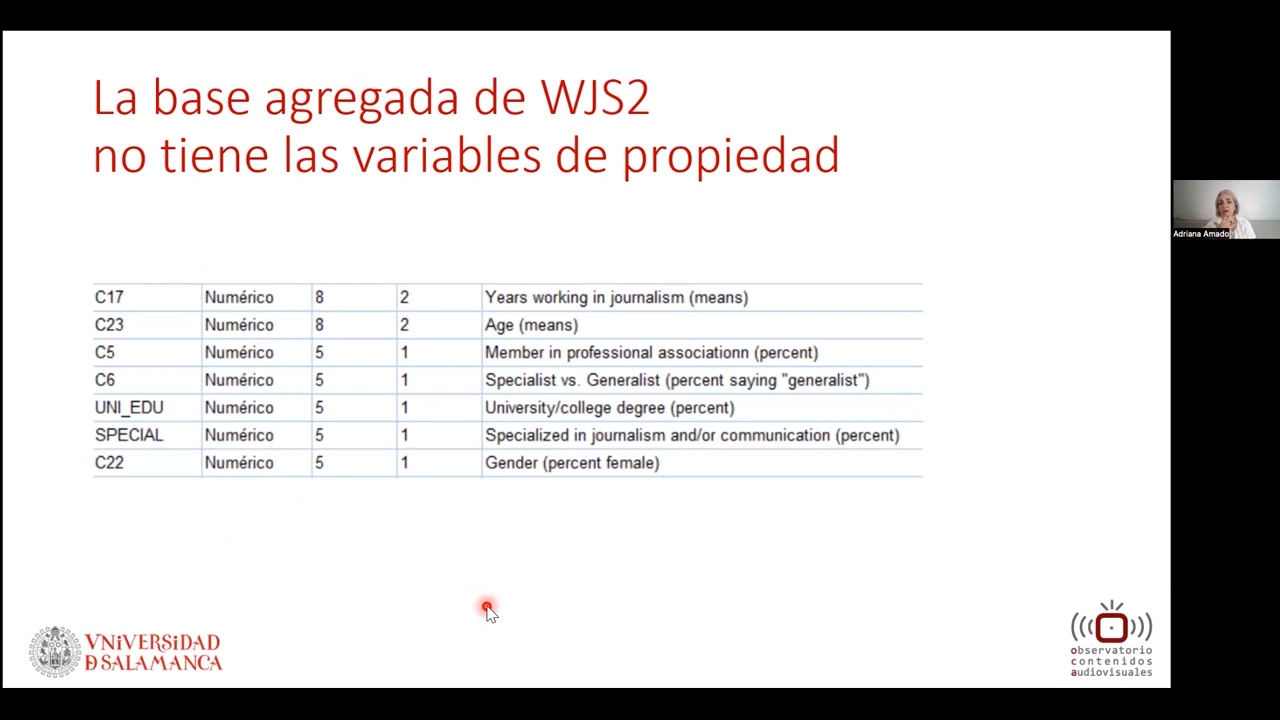 La base agregada de WJS2
no tiene las variables de propiedad
C17 Numérico 8 2 Years working in journalism (means)
C23 Numérico 8 2 Age (means)
C5 Numérico 5 1 Member in professional associationn (percent)
C6 Numérico 5 1 Specialist vs. Generalist (percent saying "generalist")
UNI_EDU Numérico 5 1 University/college degree (percent)
SPECIAL Numérico 5 1 Specialized in journalism and/or communication (percent)
C22 Numérico 5 1 Gender (percent female)
Adriana Amado
VNiVERSiDAD
D SALAMANCA
observatorio
contenidos
audiovisuales